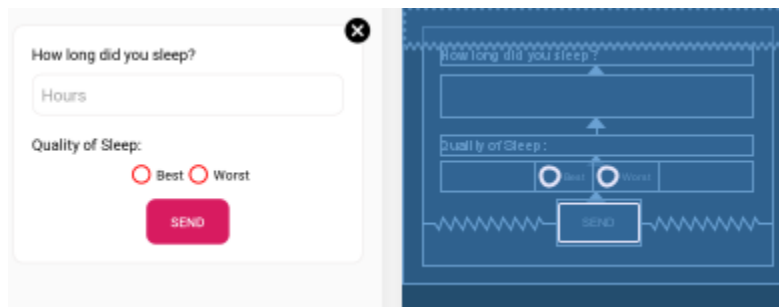 How long did you sleep?
Hours
Quality of Sleep:
Best Worst
SEND
How long did you sleep?
Quality of Sleep:
Best Worst
SEND